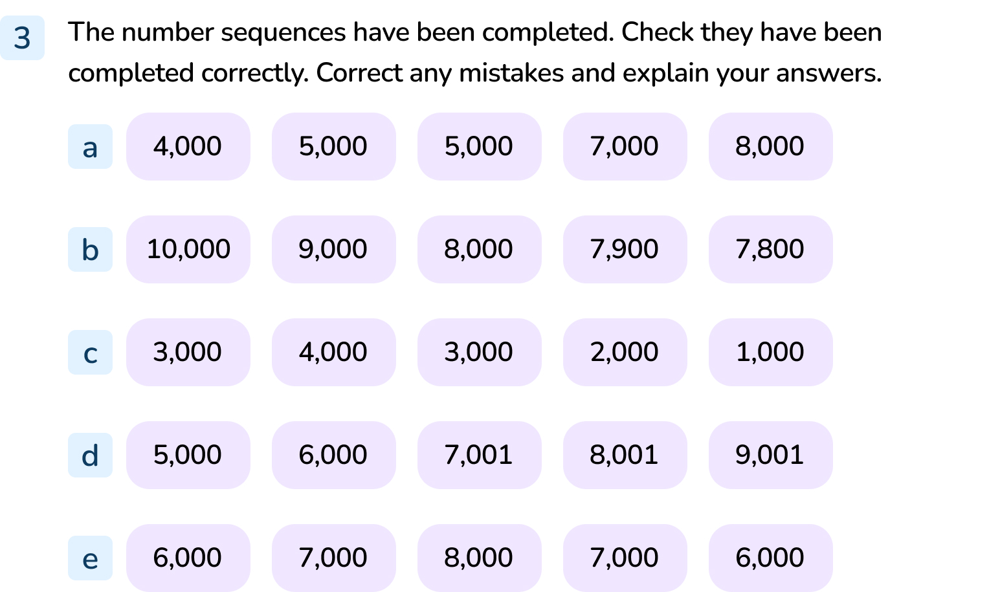 3 The number sequences have been completed. Check they have been
completed correctly. Correct any mistakes and explain your answers.
a 4,000 5,000 5,000 7,000 8,000
b 10,000 9,000 8,000 7,900 7,800
c 3,000 4,000 3,000 2,000 1,000
d 5,000 6,000 7,001 8,001 9,001
e 6,000 7,000 8,000 7,000 6,000